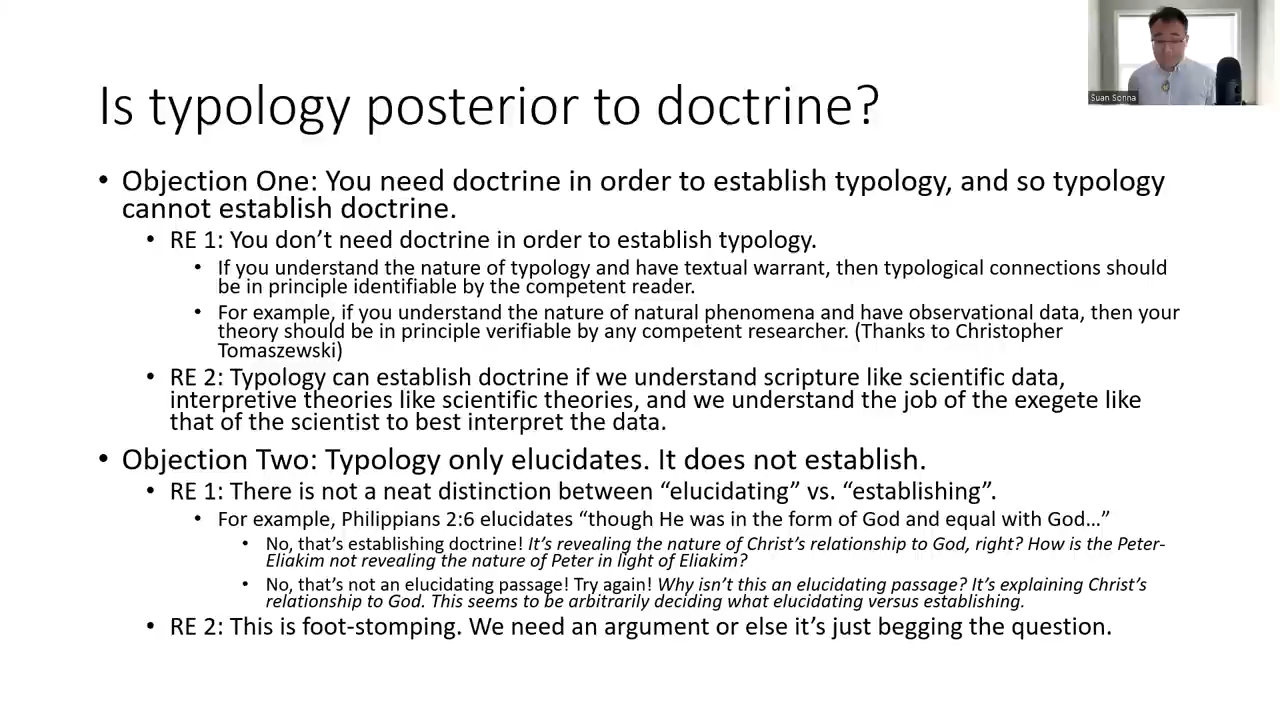 Suan Sonna
Is typology posterior to doctrine?
• Objection One: You need doctrine in order to establish typology, and so typology
cannot establish doctrine.
• RE 1: You don’t need doctrine in order to establish typology.
• If you understand the nature of typology and have textual warrant, then typological connections should
be in principle identifiable by the competent reader.
• For example, if you understand the nature of natural phenomena and have observational data, then your
theory should be in principle verifiable by any competent researcher. (Thanks to Christopher
Tomaszewski)
• RE 2: Typology can establish doctrine if we understand scripture like scientific data,
interpretive theories like scientific theories, and we understand the job of the exegete like
that of the scientist to best interpret the data.
• Objection Two: Typology only elucidates. It does not establish.
• RE 1: There is not a neat distinction between “elucidating” vs. “establishing”.
• For example, Philippians 2:6 elucidates “though He was in the form of God and equal with God…”
• No, that’s establishing doctrine! It’s revealing the nature of Christ’s relationship to God, right? How is the Peter-
Eliakim not revealing the nature of Peter in light of Eliakim?
• No, that’s not an elucidating passage! Try again! Why isn’t this an elucidating passage? It’s explaining Christ’s
relationship to God. This seems to be arbitrarily deciding what elucidating versus establishing.
• RE 2: This is foot-stomping. We need an argument or else it’s just begging the question.